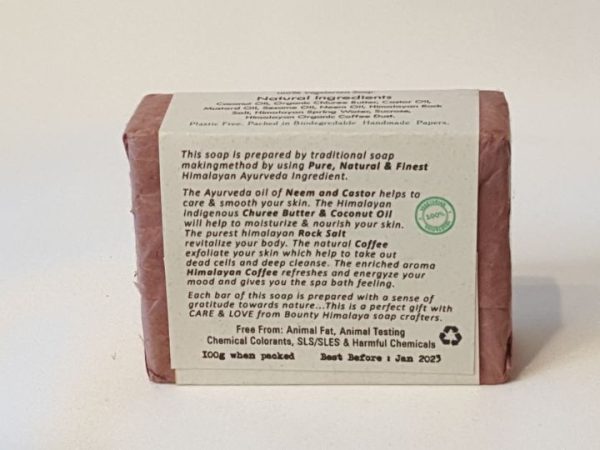 100% Vegetarian Soap
Natural Ingredients
Coconut Oil, Organic Chiuree Butter, Castor Oil,
Mustard Oil, Sesame Oil, Neem Oil, Himalayan Rock
Salt, Himalayan Spring Water, Sucrose,
Himalayan Organic Coffee Dust.
Plastic Free. Packed in Biodegredable Handmade Papers.
This soap is prepared by traditional soap
makingmethod by using Pure, Natural & Finest
Himalayan Ayurveda Ingredient.
The Ayurveda oil of Neem and Castor helps to
care & smooth your skin. The Himalayan
indigenous Churee Butter & Coconut Oil
will help to moisturize & nourish your skin.
The purest himalayan Rock Salt
revitalize your body. The natural Coffee
exfoliate your skin which help to take out
dead cells and deep cleanse. The enriched aroma
Himalayan Coffee refreshes and energyze your
mood and gives you the spa bath feeling.
100%
Each bar of this soap is prepared with a sense of
gratitude towards nature...This is a perfect gift with
CARE & LOVE from Bounty Himalaya soap crafters.
Free From: Animal Fat, Animal Testing
Chemical Colorants, SLS/SLES & Harmful Chemicals
100g when packed Best Before : Jan 2023